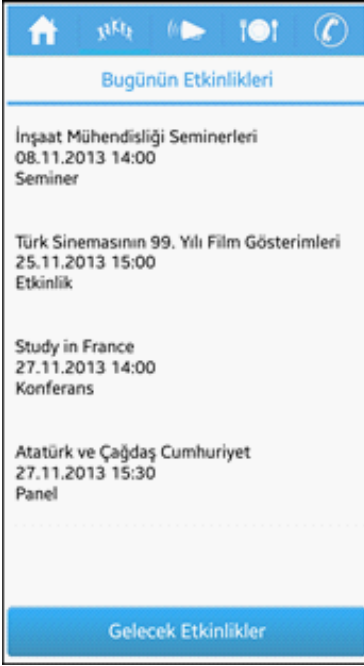 Bugünün Etkinlikleri
İnşaat Mühendisliği Seminerleri
08.11.2013 14:00
Seminer
Türk Sinemasının 99. Yılı Film Gösterimleri
25.11.2013 15:00
Etkinlik
Study in France
27.11.2013 14:00
Konferans
Atatürk ve Çağdaş Cumhuriyet
27.11.2013 15:30
Panel
Gelecek Etkinlikler